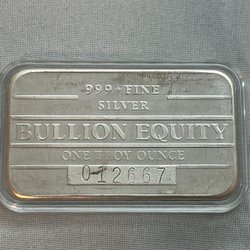 999+ FINE
SILVER
BULLION EQUITY
ONE TROY OUNCE
012667